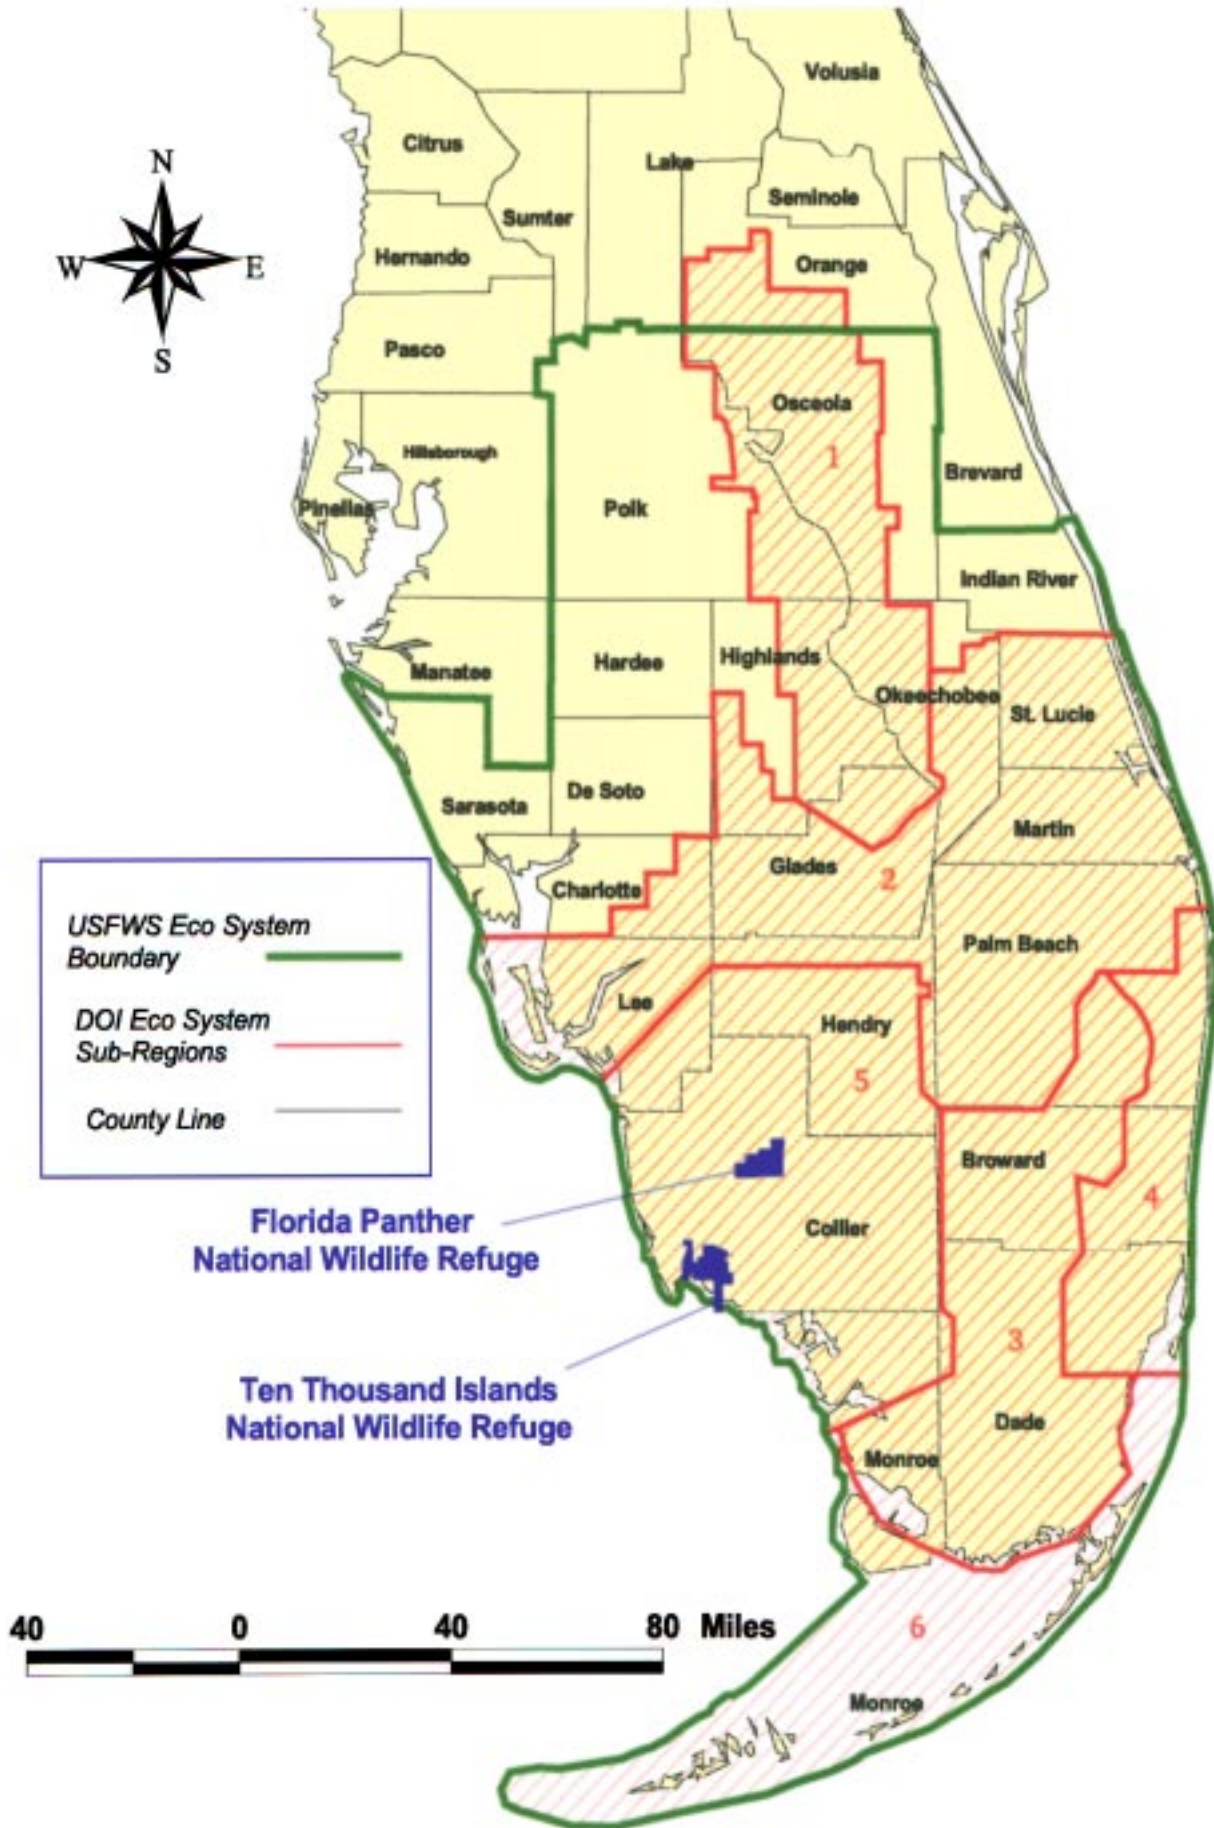 Volusia
Citrus
Lake
N
Seminole
Sumter
Hernando
Orange
W
E
S
Pasco
Osceola
1
Hillsborough
Brevard
Pinellas
Polk
Indian River
Highlands
Hardee
Manatee
Okeechobee
St. Lucie
De Soto
Sarasota
Martin
Glades
2
Charlotte
USFWS Eco System
Boundary
Palm Beach
Lee
DOI Eco System
Sub-Regions
Hendry
5
County Line
Broward
4
Florida Panther
National Wildlife Refuge
Collier
3
Ten Thousand Islands
National Wildlife Refuge
Dade
Monroe
40 0 40 80 Miles
6
Monroe